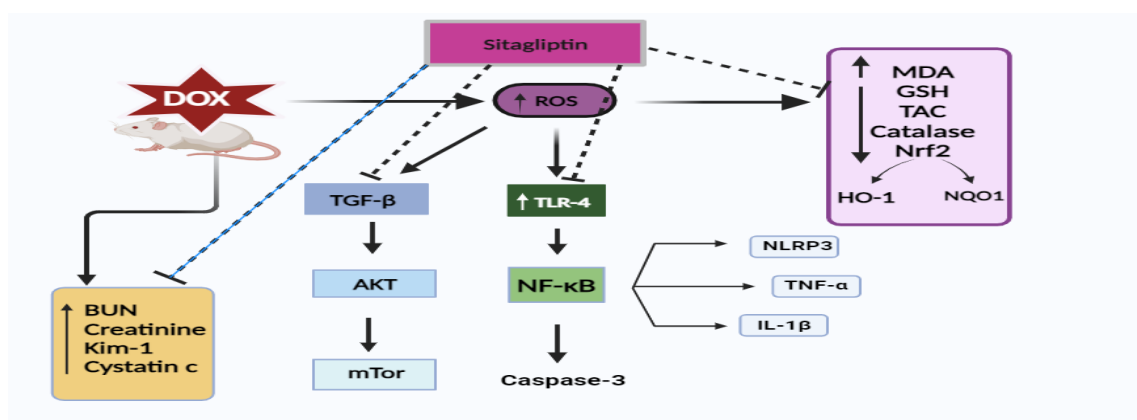 Sitagliptin
DOX
↑ ROS
MDA
GSH
TAC
Catalase
Nrf2
HO-1
NQO1
TGF-β
↑ TLR-4
AKT
NF-κB
NLRP3
TNF-α
IL-1β
BUN
Creatinine
Kim-1
Cystatin c
mTor
Caspase-3